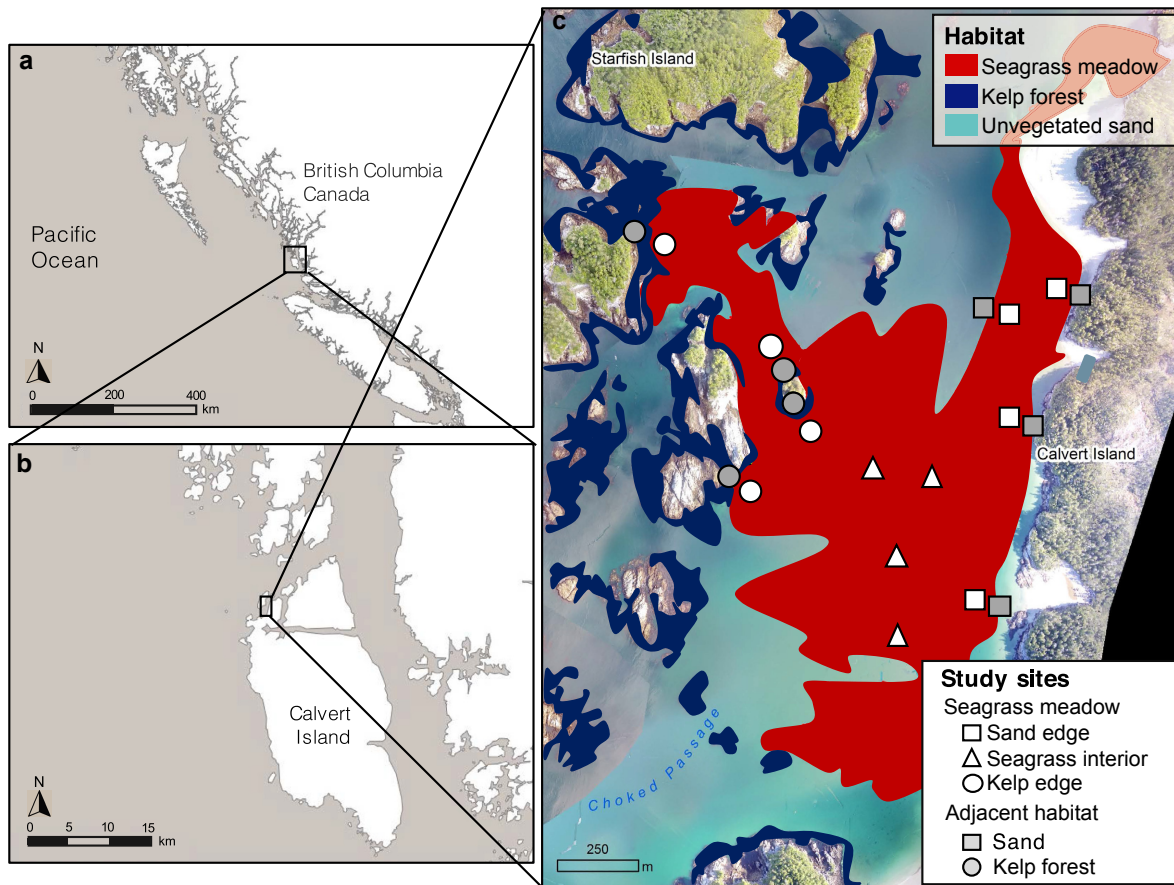 a
British Columbia
Canada
Pacific
Ocean
N
0 200 400
km
b
Calvert
Island
N
0 5 10 15
km
c
Starfish Island
Habitat
Seagrass meadow
Kelp forest
Unvegetated sand
Calvert Island
Choked Passage
250
m
Study sites
Seagrass meadow
Sand edge
Seagrass interior
Kelp edge
Adjacent habitat
Sand
Kelp forest